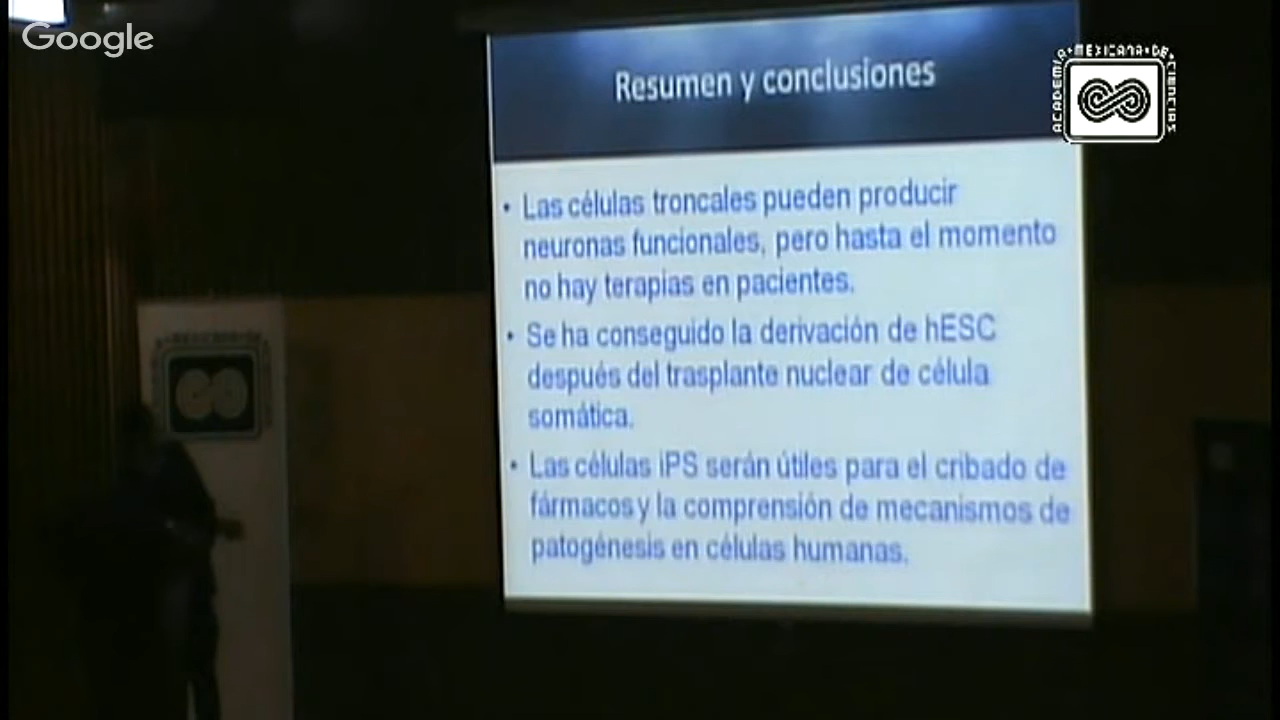 Google
ACADEMIA MEXICANA DE CIENCIAS
Resumen y conclusiones
• Las células troncales pueden producir
neuronas funcionales, pero hasta el momento
no hay terapias en pacientes.
• Se ha conseguido la derivación de hESC
después del trasplante nuclear de célula
somática.
• Las células iPS serán útiles para el cribado de
fármacos y la comprensión de mecanismos de
patogénesis en células humanas.